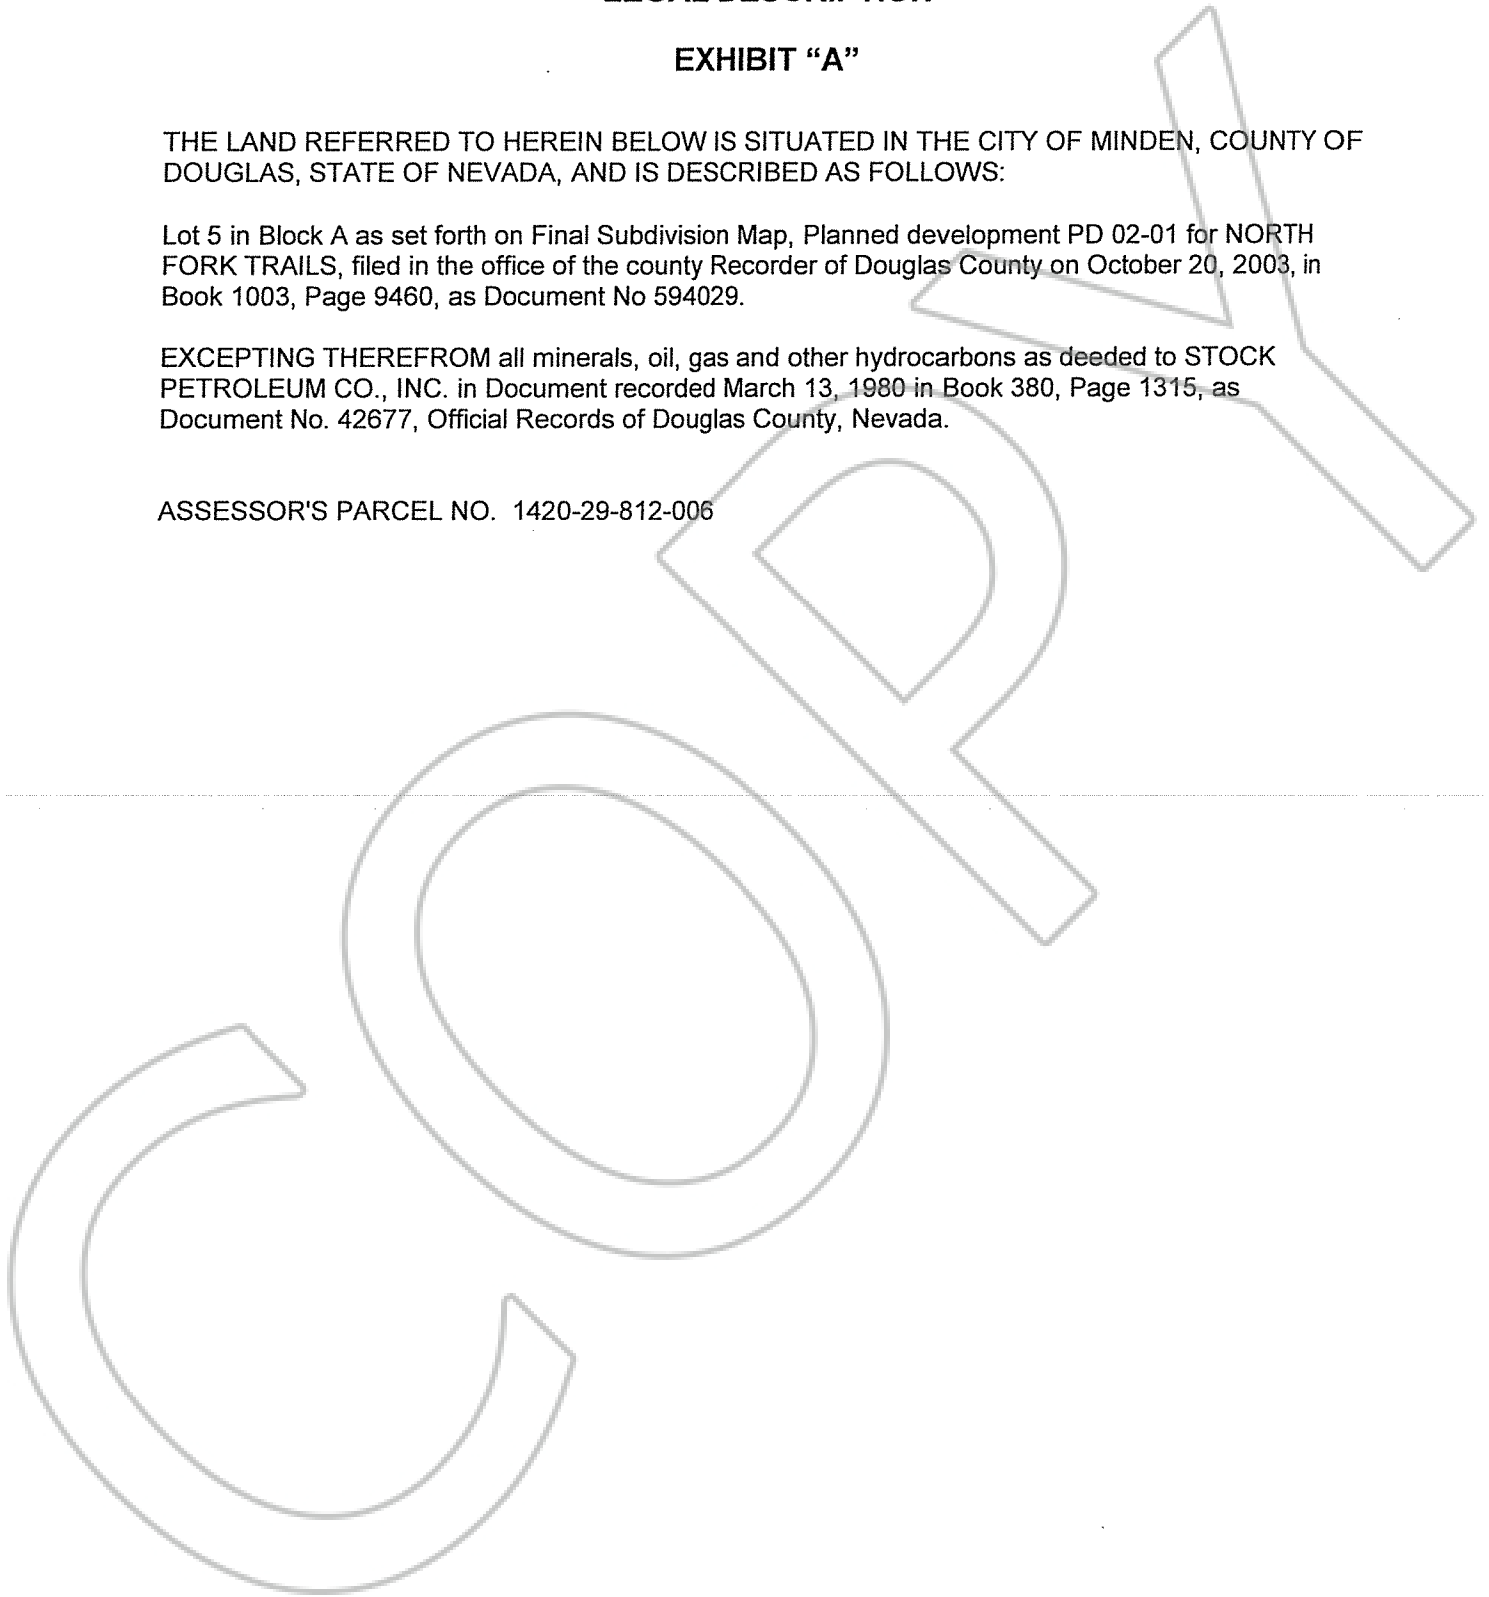 LEGAL DESCRIPTION
EXHIBIT “A”
THE LAND REFERRED TO HEREIN BELOW IS SITUATED IN THE CITY OF MINDEN, COUNTY OF
DOUGLAS, STATE OF NEVADA, AND IS DESCRIBED AS FOLLOWS:
Lot 5 in Block A as set forth on Final Subdivision Map, Planned development PD 02-01 for NORTH
FORK TRAILS, filed in the office of the county Recorder of Douglas County on October 20, 2003, in
Book 1003, Page 9460, as Document No 594029.
EXCEPTING THEREFROM all minerals, oil, gas and other hydrocarbons as deeded to STOCK
PETROLEUM CO., INC. in Document recorded March 13, 1980 in Book 380, Page 1315, as
Document No. 42677, Official Records of Douglas County, Nevada.
ASSESSOR'S PARCEL NO. 1420-29-812-006
COPY